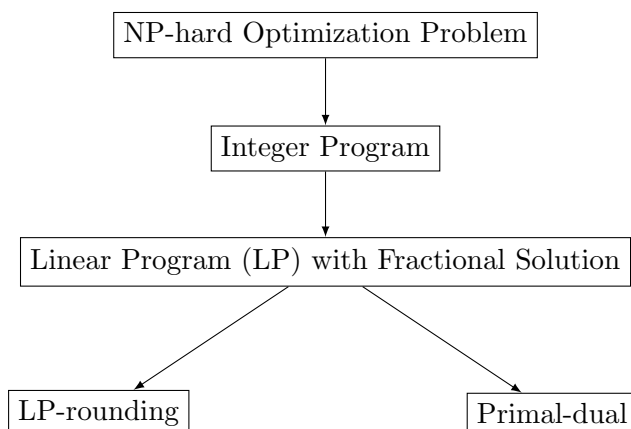 NP-hard Optimization Problem
Integer Program
Linear Program (LP) with Fractional Solution
LP-rounding
Primal-dual